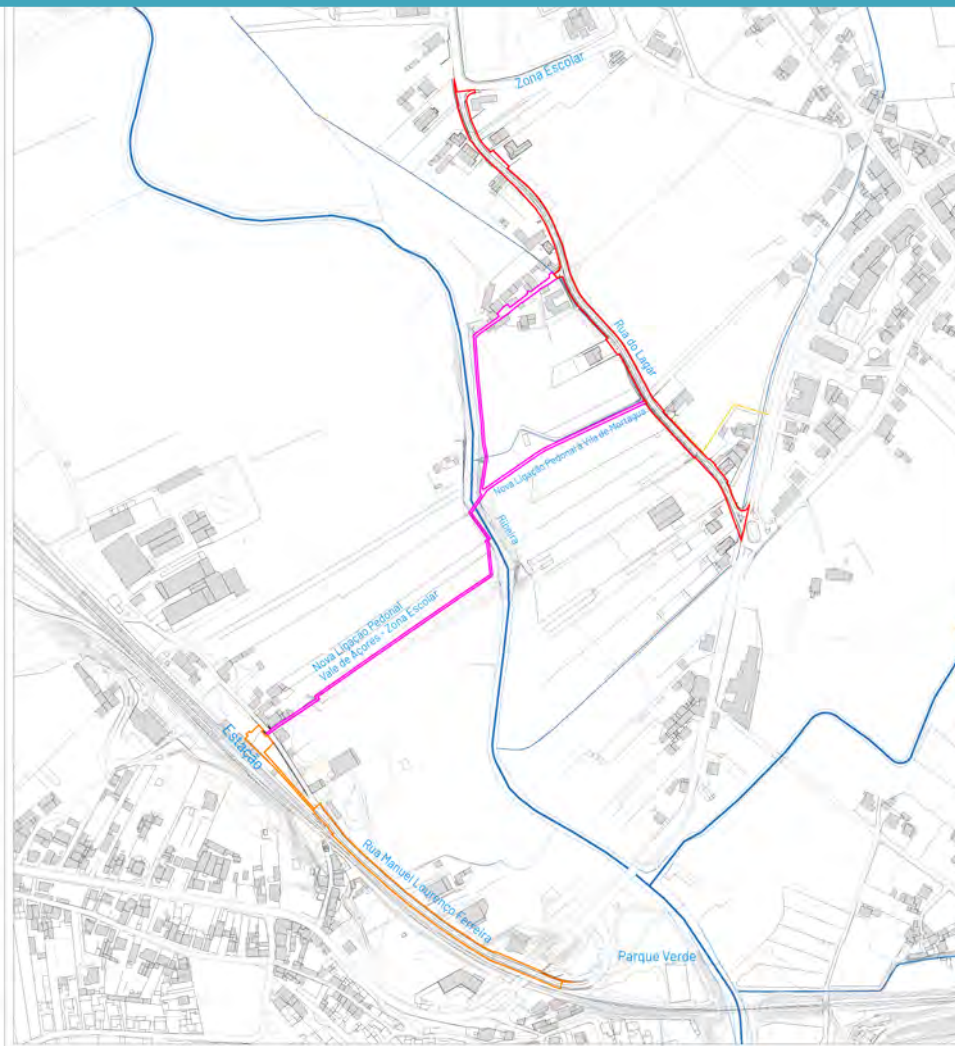 Zona Escolar
Rua do Lagar
Nova Ligação Pedonal à Vila de Mortágua
Ribeira
Nova Ligação Pedonal
Vale de Açores - Zona Escolar
Estação
Rua Manuel Lourenço Ferreira
Parque Verde